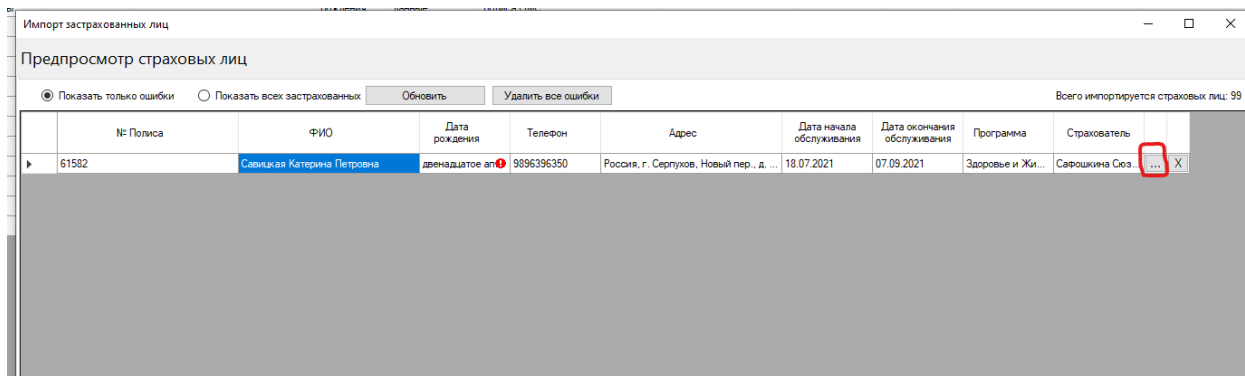 Импорт застрахованных лиц
Предпросмотр страховых лиц
Показать только ошибки Показать всех застрахованных Обновить Удалить все ошибки Всего импортируется страховых лиц: 99
№ Полиса ФИО Дата рождения Телефон Адрес Дата начала обслуживания Дата окончания обслуживания Программа Страхователь
61582 Савицкая Катерина Петровна двенадцатое ап 9896396350 Россия, г. Серпухов, Новый пер., д. ... 18.07.2021 07.09.2021 Здоровье и Жи... Сафошкина Сюз... ... X